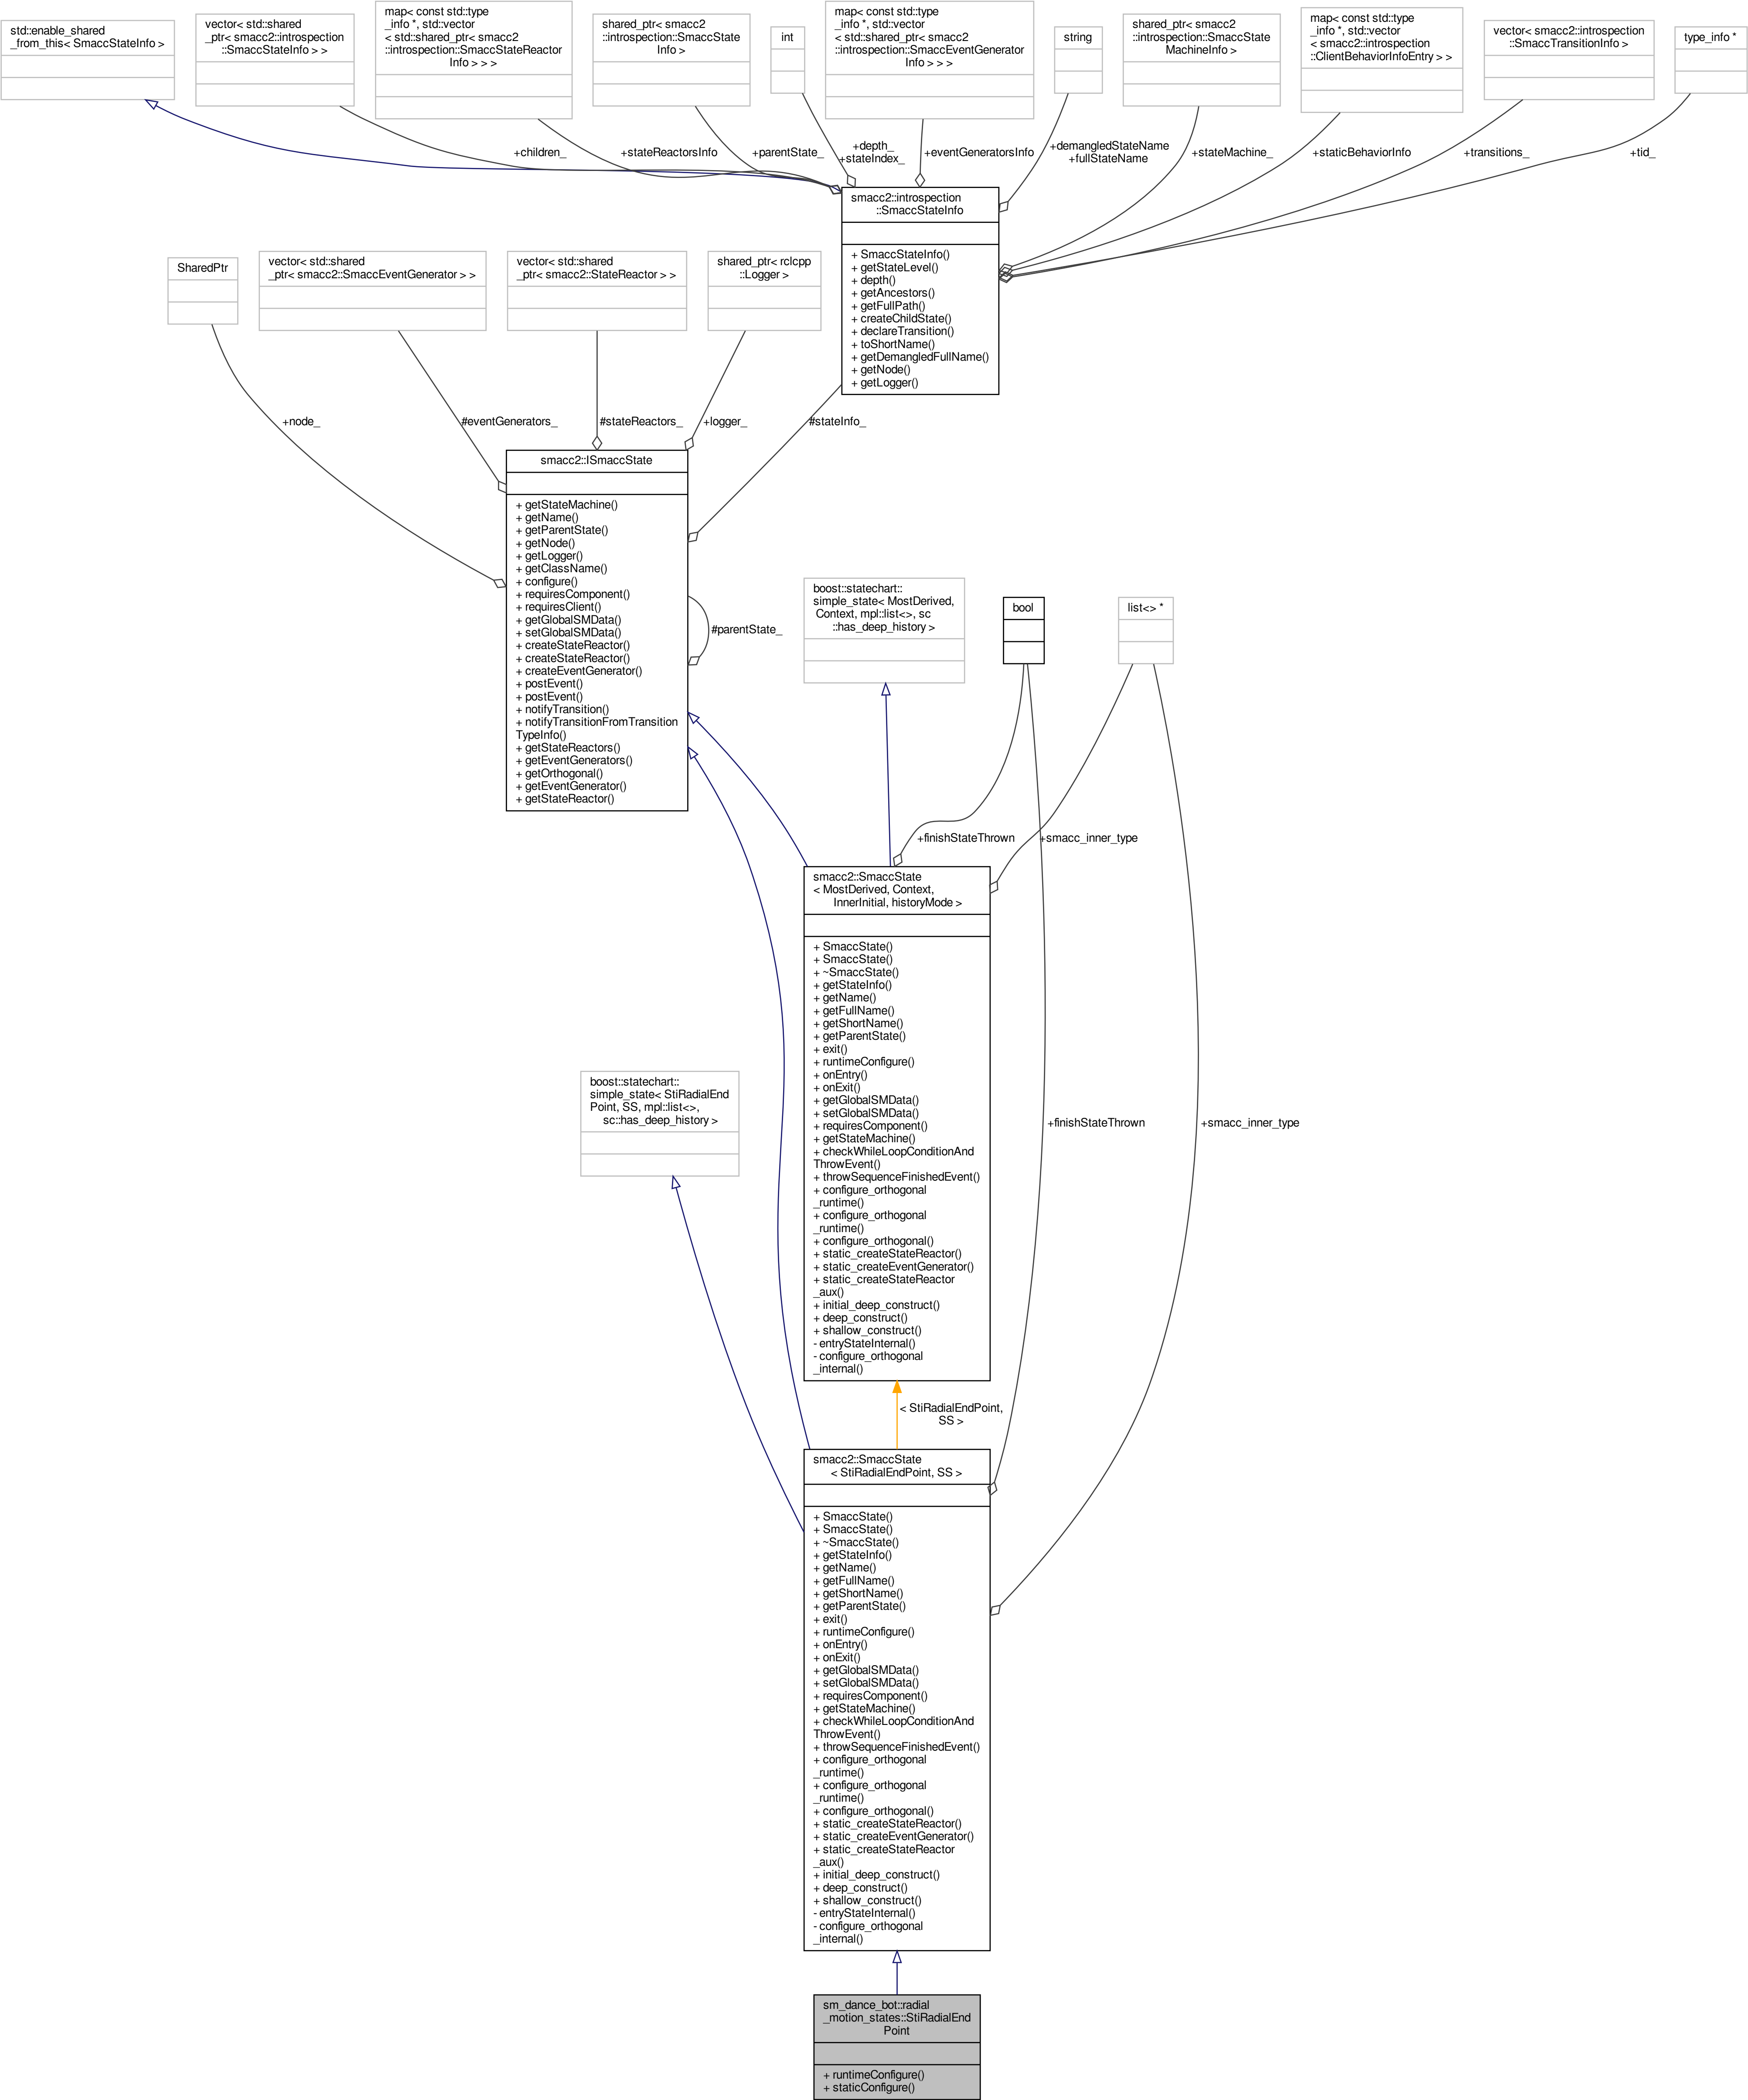 std::enable_shared
_from_this< SmaccStateInfo >
vector< std::shared
_ptr< smacc2::introspection
::SmaccStateInfo > >
map< const std::type
_info *, std::vector
< std::shared_ptr< smacc2
::introspection::SmaccStateReactor
Info > > >
shared_ptr< smacc2
::introspection::SmaccState
Info >
int
map< const std::type
_info *, std::vector
< std::shared_ptr< smacc2
::introspection::SmaccEventGenerator
Info > > >
string
shared_ptr< smacc2
::introspection::SmaccState
MachineInfo >
map< const std::type
_info *, std::vector
< smacc2::introspection
::ClientBehaviorInfoEntry > >
vector< smacc2::introspection
::SmaccTransitionInfo >
type_info *
+children_
+stateReactorsInfo
+parentState_
+depth_
+stateIndex_
+eventGeneratorsInfo
+demangledStateName
+fullStateName
+stateMachine_
+staticBehaviorInfo
+transitions_
+tid_
smacc2::introspection
::SmaccStateInfo
+ SmaccStateInfo()
+ getStateLevel()
+ depth()
+ getAncestors()
+ getFullPath()
+ createChildState()
+ declareTransition()
+ toShortName()
+ getDemangledFullName()
+ getNode()
+ getLogger()
SharedPtr
vector< std::shared
_ptr< smacc2::SmaccEventGenerator > >
vector< std::shared
_ptr< smacc2::StateReactor > >
shared_ptr< rclcpp
::Logger >
+node_
#eventGenerators_
#stateReactors_
+logger_
#stateInfo_
smacc2::ISmaccState
+ getStateMachine()
+ getName()
+ getParentState()
+ getNode()
+ getLogger()
+ getClassName()
+ configure()
+ requiresComponent()
+ requiresClient()
+ getGlobalSMData()
+ setGlobalSMData()
+ createStateReactor()
+ createStateReactor()
+ createEventGenerator()
+ postEvent()
+ postEvent()
+ notifyTransition()
+ notifyTransitionFromTransition
TypeInfo()
+ getStateReactors()
+ getEventGenerators()
+ getOrthogonal()
+ getEventGenerator()
+ getStateReactor()
#parentState_
boost::statechart::
simple_state< MostDerived,
Context, mpl::list<>, sc
::has_deep_history >
bool
list<> *
+finishStateThrown
+smacc_inner_type
smacc2::SmaccState
< MostDerived, Context,
InnerInitial, historyMode >
+ SmaccState()
+ SmaccState()
+ ~SmaccState()
+ getStateInfo()
+ getName()
+ getFullName()
+ getShortName()
+ getParentState()
+ exit()
+ runtimeConfigure()
+ onEntry()
+ onExit()
+ getGlobalSMData()
+ setGlobalSMData()
+ requiresComponent()
+ getStateMachine()
+ checkWhileLoopConditionAnd
ThrowEvent()
+ throwSequenceFinishedEvent()
+ configure_orthogonal
_runtime()
+ configure_orthogonal
_runtime()
+ configure_orthogonal()
+ static_createStateReactor()
+ static_createEventGenerator()
+ static_createStateReactor
_aux()
+ initial_deep_construct()
+ deep_construct()
+ shallow_construct()
- entryStateInternal()
- configure_orthogonal
_internal()
boost::statechart::
simple_state< StiRadialEnd
Point, SS, mpl::list<>,
sc::has_deep_history >
+finishStateThrown
+smacc_inner_type
< StiRadialEndPoint,
SS >
smacc2::SmaccState
< StiRadialEndPoint, SS >
+ SmaccState()
+ SmaccState()
+ ~SmaccState()
+ getStateInfo()
+ getName()
+ getFullName()
+ getShortName()
+ getParentState()
+ exit()
+ runtimeConfigure()
+ onEntry()
+ onExit()
+ getGlobalSMData()
+ setGlobalSMData()
+ requiresComponent()
+ getStateMachine()
+ checkWhileLoopConditionAnd
ThrowEvent()
+ throwSequenceFinishedEvent()
+ configure_orthogonal
_runtime()
+ configure_orthogonal
_runtime()
+ configure_orthogonal()
+ static_createStateReactor()
+ static_createEventGenerator()
+ static_createStateReactor
_aux()
+ initial_deep_construct()
+ deep_construct()
+ shallow_construct()
- entryStateInternal()
- configure_orthogonal
_internal()
sm_dance_bot::radial
_motion_states::StiRadialEnd
Point
+ runtimeConfigure()
+ staticConfigure()